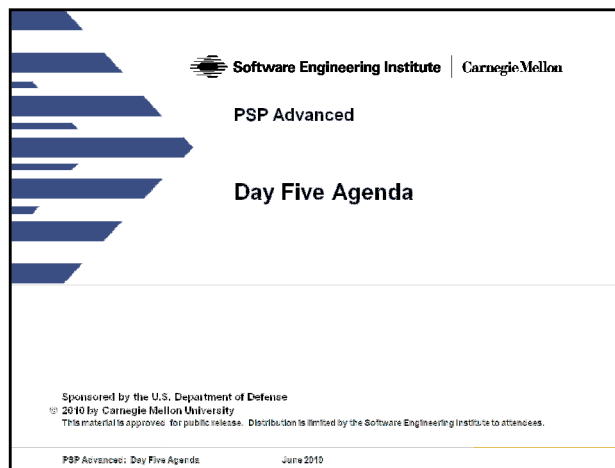 Software Engineering Institute | Carnegie Mellon
PSP Advanced
Day Five Agenda
Sponsored by the U.S. Department of Defense
© 2010 by Carnegie Mellon University
This material is approved for public release. Distribution is limited by the Software Engineering Institute to attendees.
PSP Advanced: Day Five Agenda June 2010